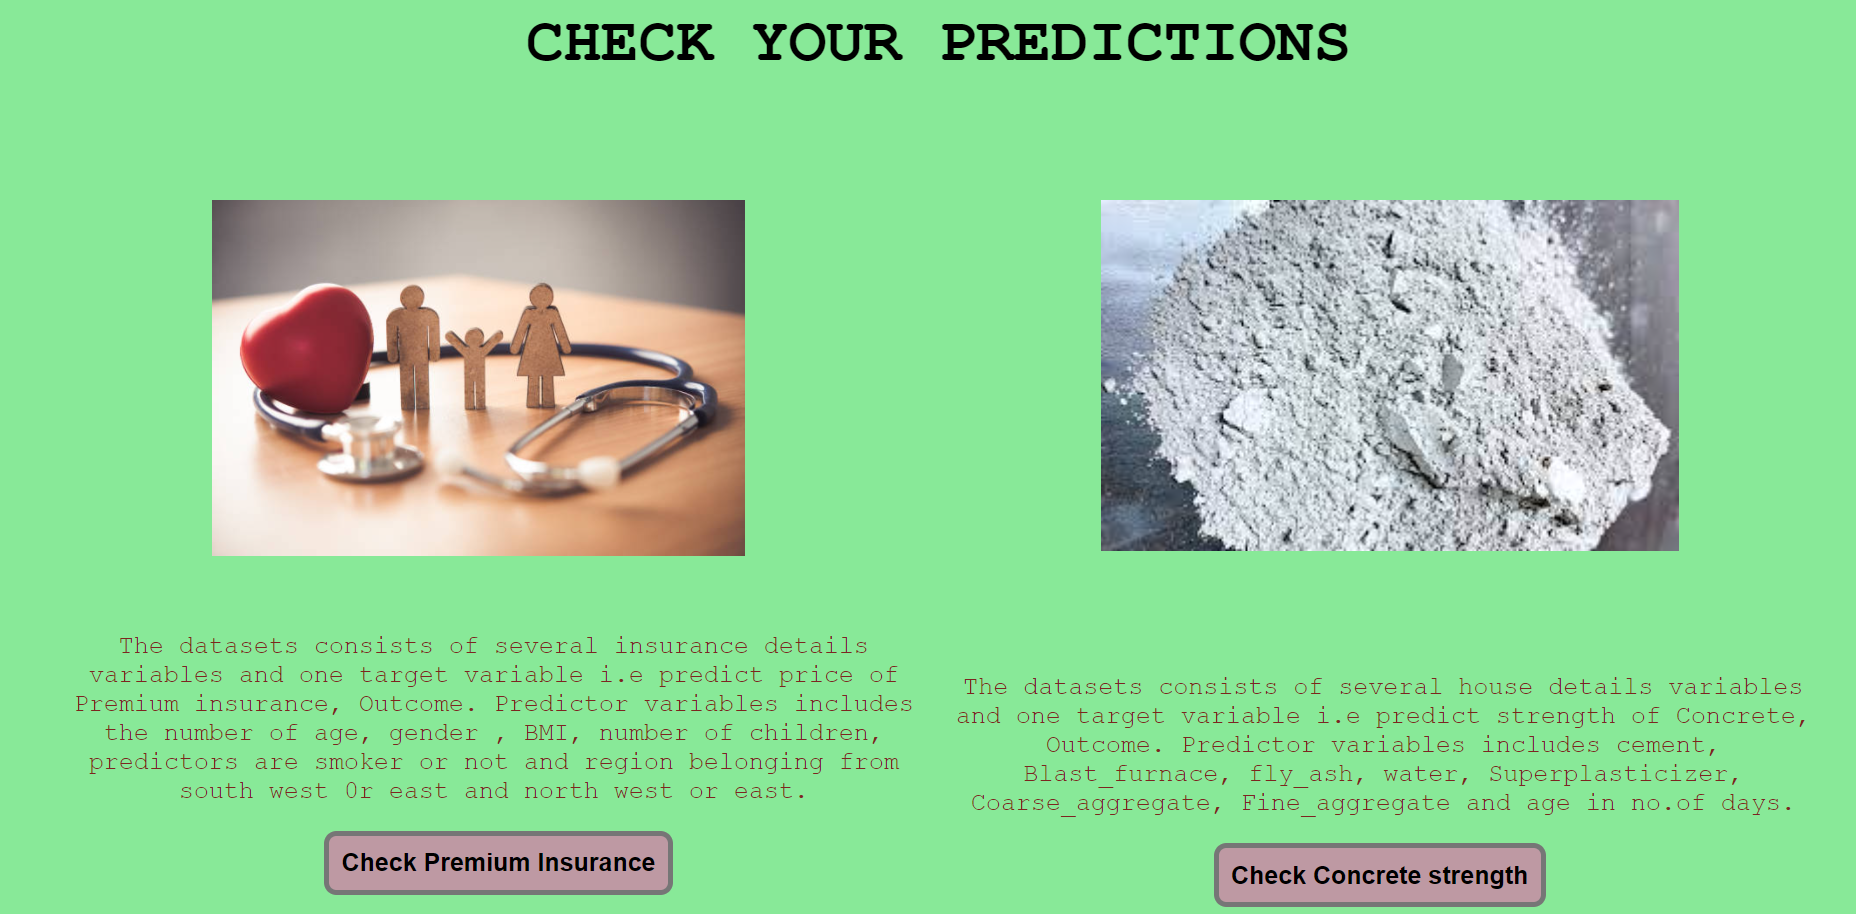 CHECK YOUR PREDICTIONS
The datasets consists of several insurance details
variables and one target variable i.e predict price of
Premium insurance, Outcome. Predictor variables includes
the number of age, gender , BMI, number of children,
predictors are smoker or not and region belonging from
south west 0r east and north west or east.
Check Premium Insurance
The datasets consists of several house details variables
and one target variable i.e predict strength of Concrete,
Outcome. Predictor variables includes cement,
Blast_furnace, fly_ash, water, Superplasticizer,
Coarse_aggregate, Fine_aggregate and age in no.of days.
Check Concrete strength